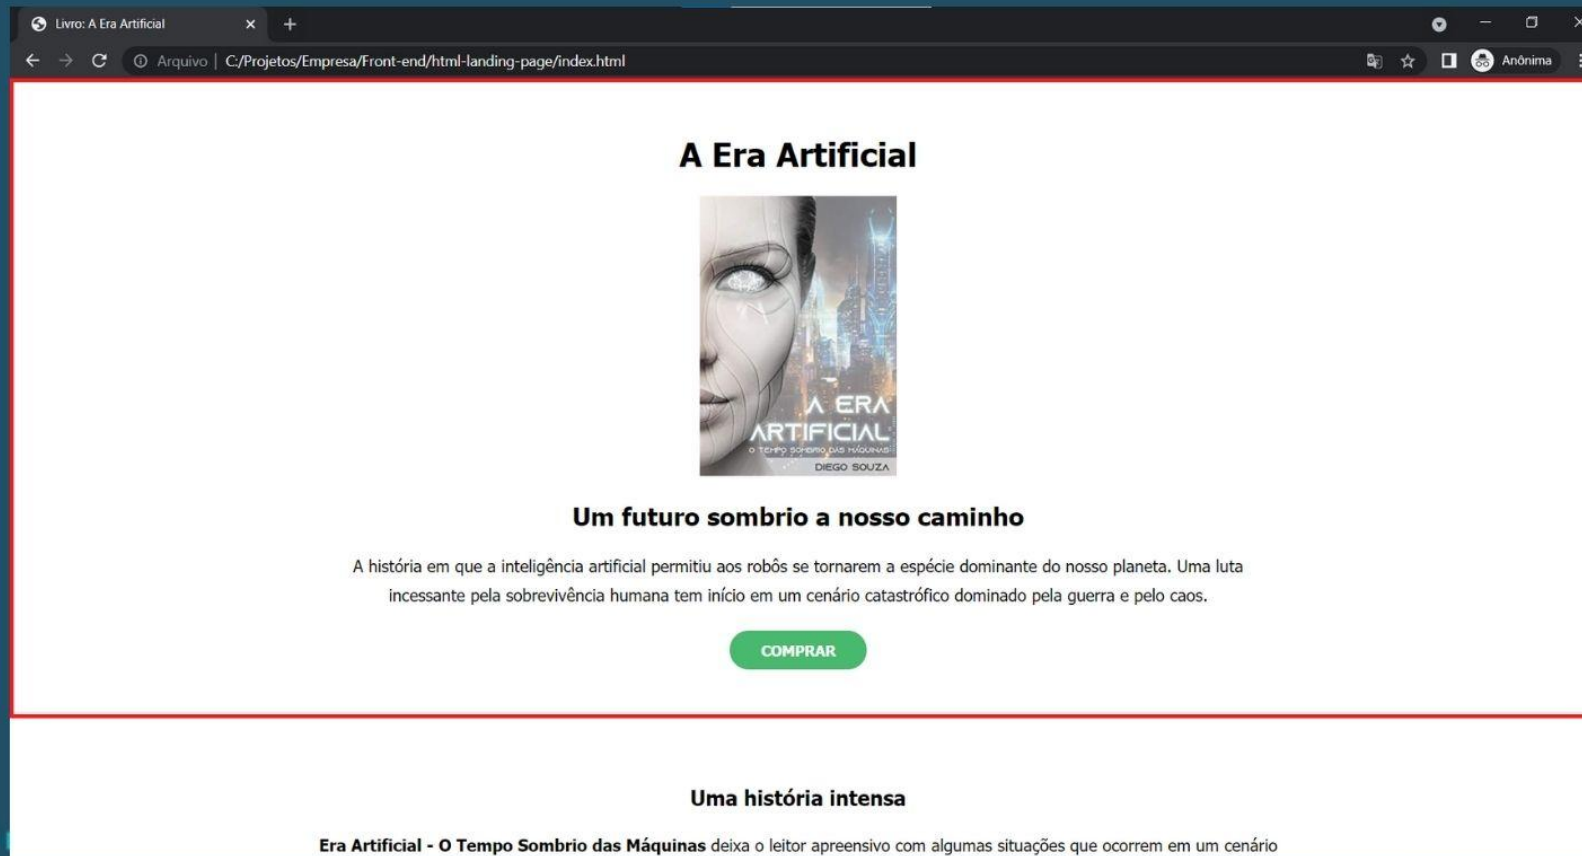 Livro: A Era Artificial
Arquivo | C:/Projetos/Empresa/Front-end/html-landing-page/index.html
Anônima
A Era Artificial
A ERA
ARTIFICIAL
O TEMPO SOMBRIO DAS MÁQUINAS
DIEGO SOUZA
Um futuro sombrio a nosso caminho
A história em que a inteligência artificial permitiu aos robôs se tornarem a espécie dominante do nosso planeta. Uma luta
incessante pela sobrevivência humana tem início em um cenário catastrófico dominado pela guerra e pelo caos.
COMPRAR
Uma história intensa
Era Artificial - O Tempo Sombrio das Máquinas deixa o leitor apreensivo com algumas situações que ocorrem em um cenário